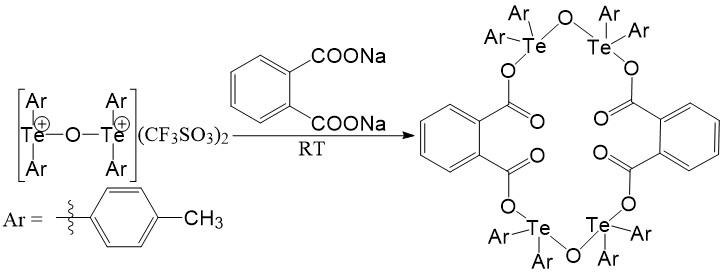 Ar Ar
Te⊕—O—Te⊕ (CF3SO3)2
Ar Ar
Ar = CH3
COONa
COONa
RT
Ar O Ar
Ar Te Te Ar
O O
O O
O O
O O
Ar Te Te Ar
Ar O Ar